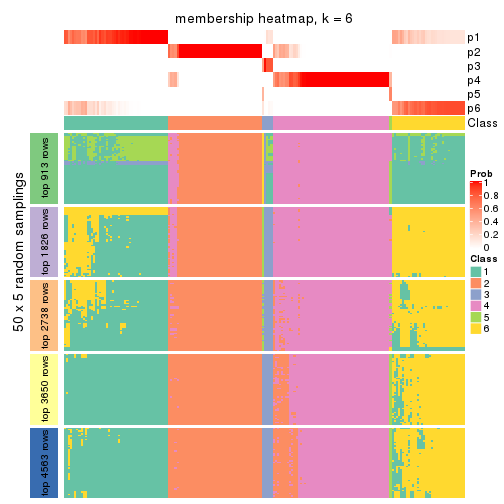 membership heatmap, k = 6
p1
p2
p3
p4
p5
p6
Class
50 x 5 random samplings
top 913 rows
top 1826 rows
top 2738 rows
top 3650 rows
top 4563 rows
Prob
1
0.8
0.6
0.4
0.2
0
Class
1
2
3
4
5
6